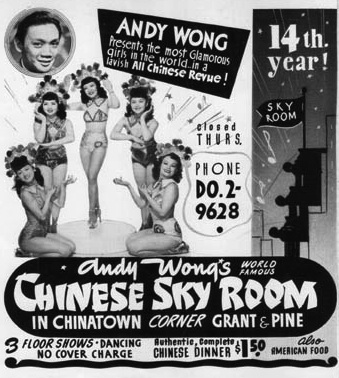 ANDY WONG
Presents the most Glamorous
girls in the world..in a
lavish All Chinese Revue!
14th.
year!
SKY
ROOM
closed
THURS.
PHONE
DO.2-
9628
Andy Wong's WORLD FAMOUS
CHINESE SKY ROOM
IN CHINATOWN CORNER GRANT & PINE
3 FLOOR SHOWS · DANCING
NO COVER CHARGE
Authentic, Complete
CHINESE DINNER $1.50
Also
AMERICAN FOOD